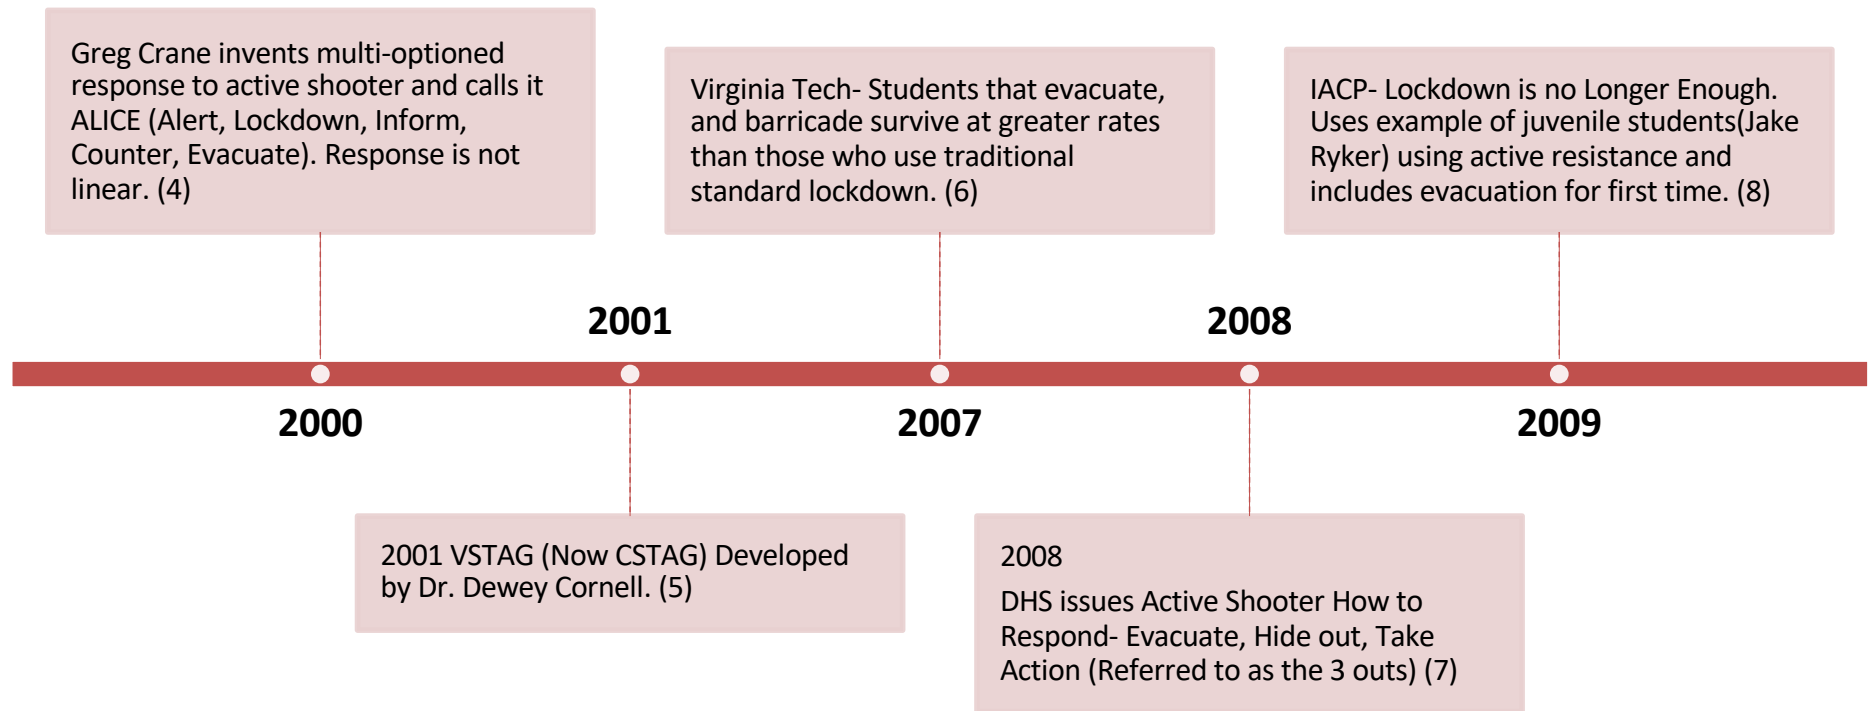 Greg Crane invents multi-optioned
response to active shooter and calls it
ALICE (Alert, Lockdown, Inform,
Counter, Evacuate). Response is not
linear. (4)
2000
2001
2001 VSTAG (Now CSTAG) Developed
by Dr. Dewey Cornell. (5)
Virginia Tech- Students that evacuate,
and barricade survive at greater rates
than those who use traditional
standard lockdown. (6)
2007
2008
2008
DHS issues Active Shooter How to
Respond- Evacuate, Hide out, Take
Action (Referred to as the 3 outs) (7)
IACP- Lockdown is no Longer Enough.
Uses example of juvenile students(Jake
Ryker) using active resistance and
includes evacuation for first time. (8)
2009